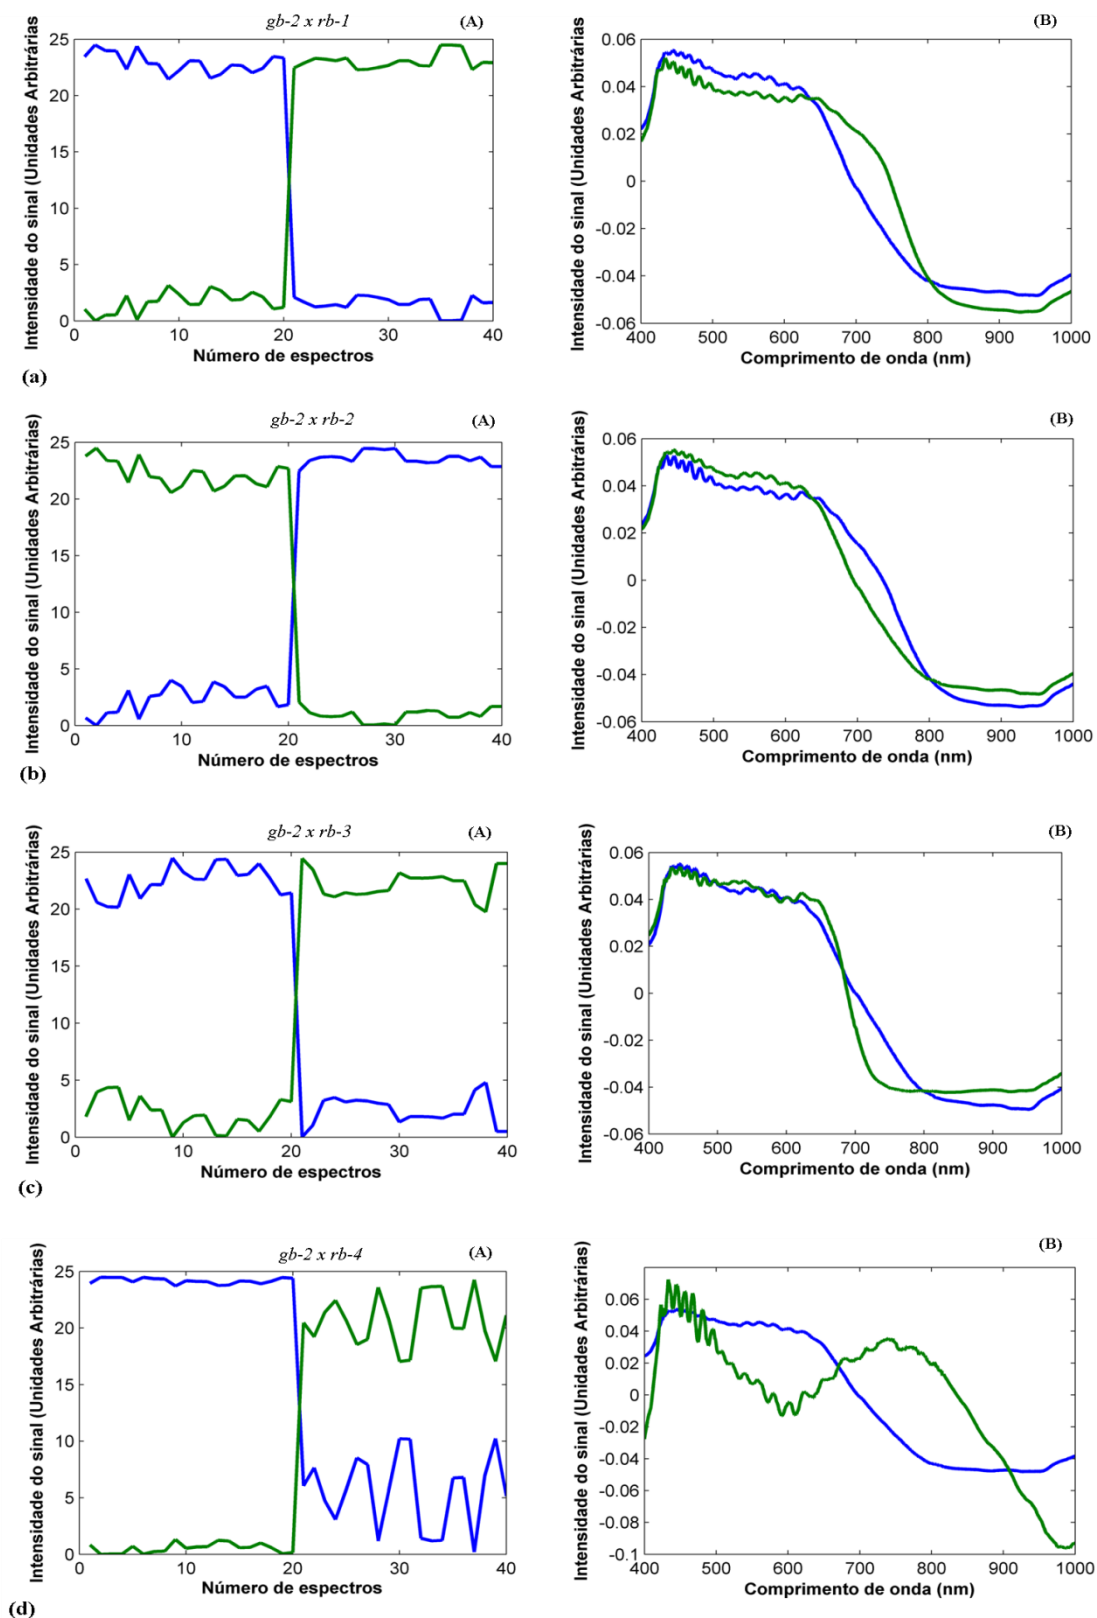 gb-2 x rb-1 (A) (B)
Intensidade do sinal (Unidades Arbitrárias)
25
20
15
10
5
0
0 10 20 30 40
Número de espectros
Intensidade do sinal (Unidades Arbitrárias)
0.06
0.04
0.02
0
-0.02
-0.04
-0.06
400 500 600 700 800 900 1000
Comprimento de onda (nm)
(a)
gb-2 x rb-2 (A) (B)
Intensidade do sinal (Unidades Arbitrárias)
25
20
15
10
5
0
0 10 20 30 40
Número de espectros
Intensidade do sinal (Unidades Arbitrárias)
0.06
0.04
0.02
0
-0.02
-0.04
-0.06
400 500 600 700 800 900 1000
Comprimento de onda (nm)
(b)
gb-2 x rb-3 (A) (B)
Intensidade do sinal (Unidades Arbitrárias)
25
20
15
10
5
0
0 10 20 30 40
Número de espectros
Intensidade do sinal (Unidades Arbitrárias)
0.06
0.04
0.02
0
-0.02
-0.04
-0.06
400 500 600 700 800 900 1000
Comprimento de onda (nm)
(c)
gb-2 x rb-4 (A) (B)
Intensidade do sinal (Unidades Arbitrárias)
25
20
15
10
5
0
0 10 20 30 40
Número de espectros
Intensidade do sinal (Unidades Arbitrárias)
0.06
0.04
0.02
0
-0.02
-0.04
-0.06
-0.08
-0.1
400 500 600 700 800 900 1000
Comprimento de onda (nm)
(d)